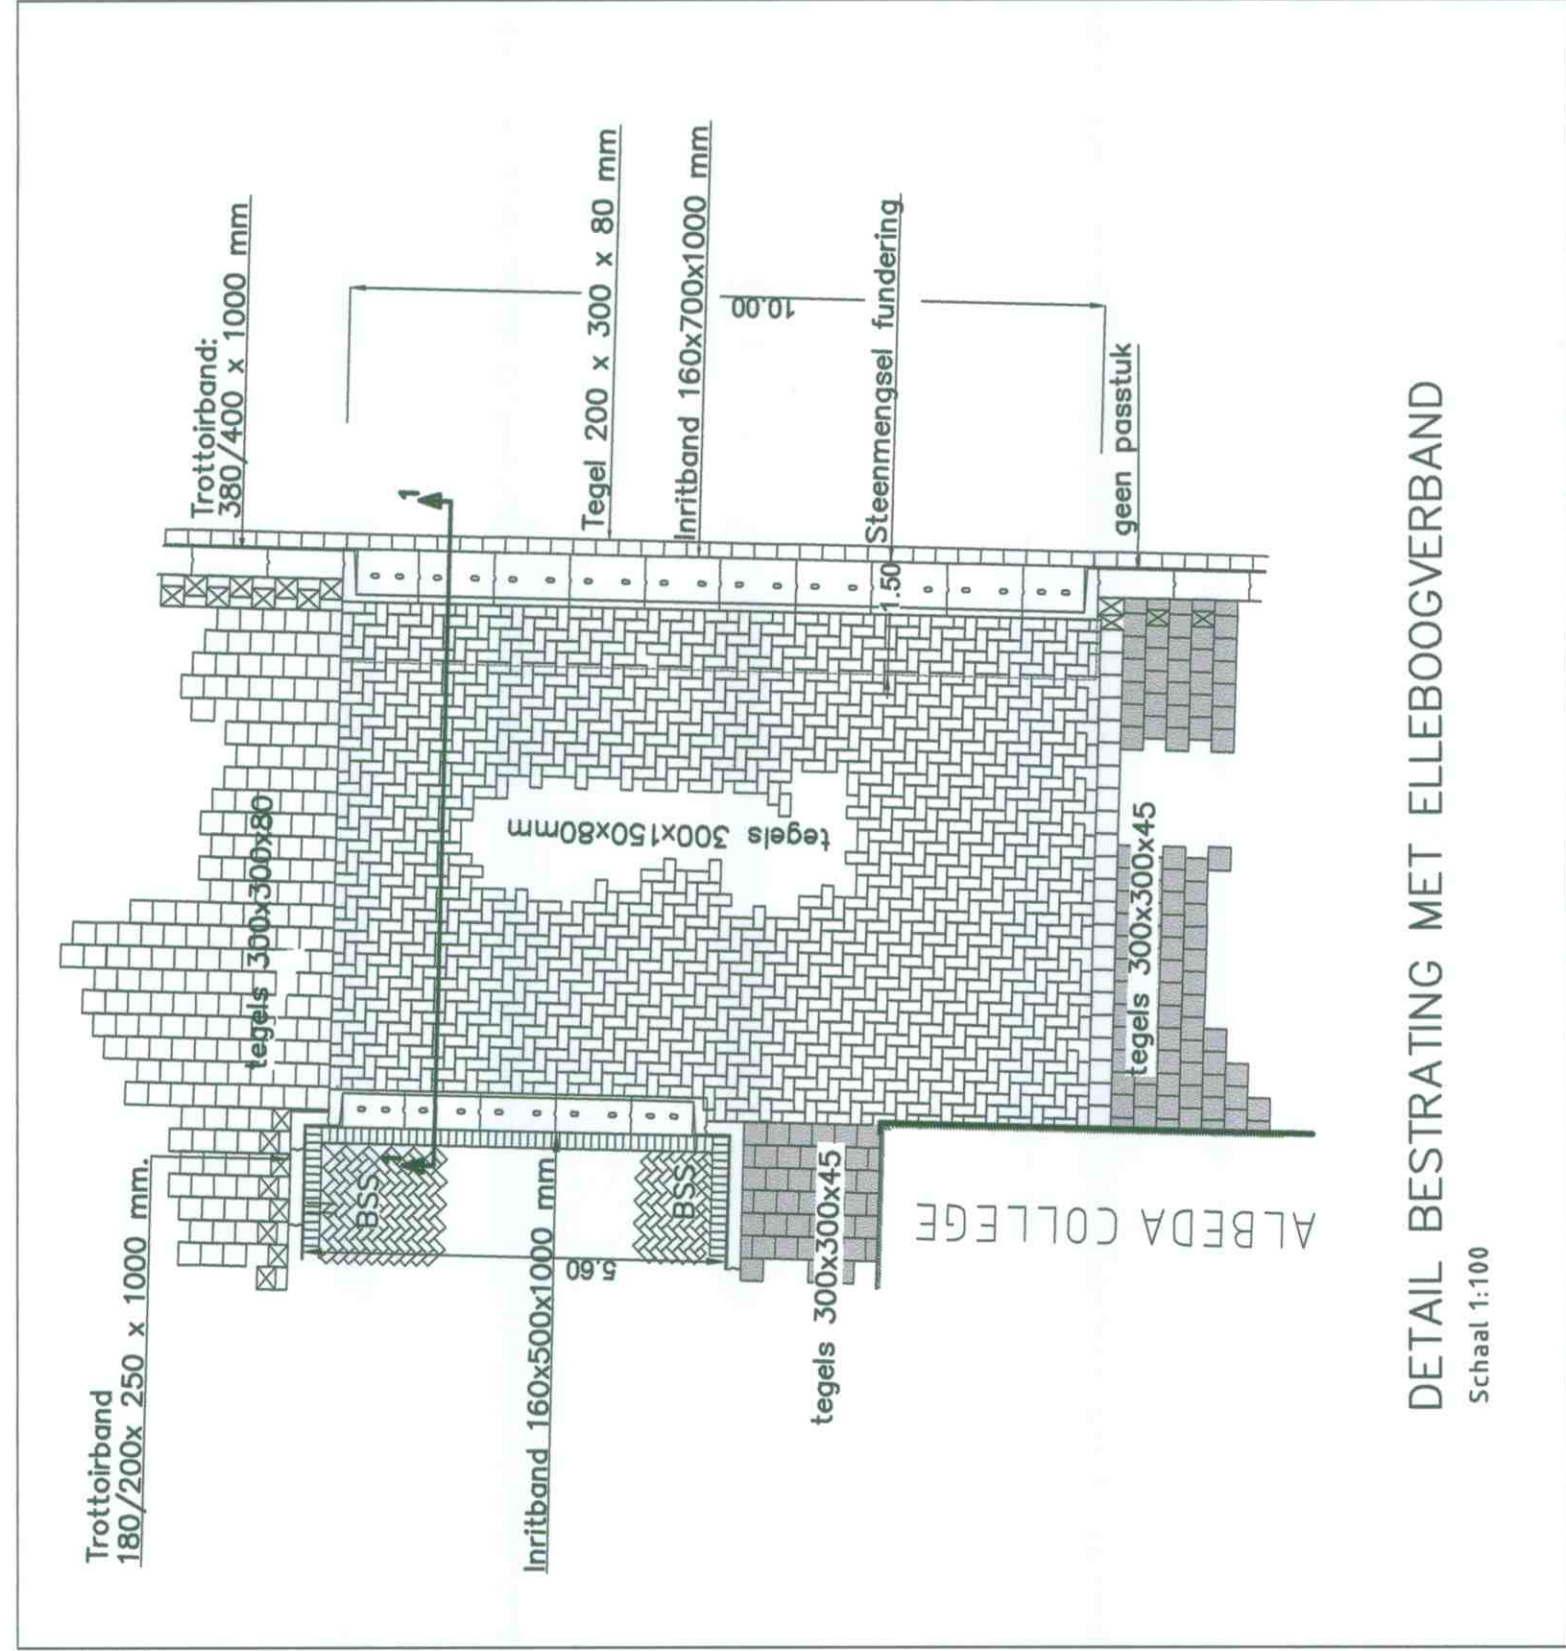 Trottoirband:
380/400 x 1000 mm
Tegel 200 x 300 x 80 mm
Inritband 160x700x1000 mm
10.00
Steenmengsel fundering
geen passtuk
1
1.50
tegels 300x300x80
tegels 300x150x80mm
tegels 300x300x45
Trottoirband
180/200x 250 x 1000 mm.
1
BSS
BSS
5.60
Inritband 160x500x1000 mm
tegels 300x300x45
ALBEDA COLLEGE
DETAIL BESTRATING MET ELLEBOOGVERBAND
Schaal 1:100